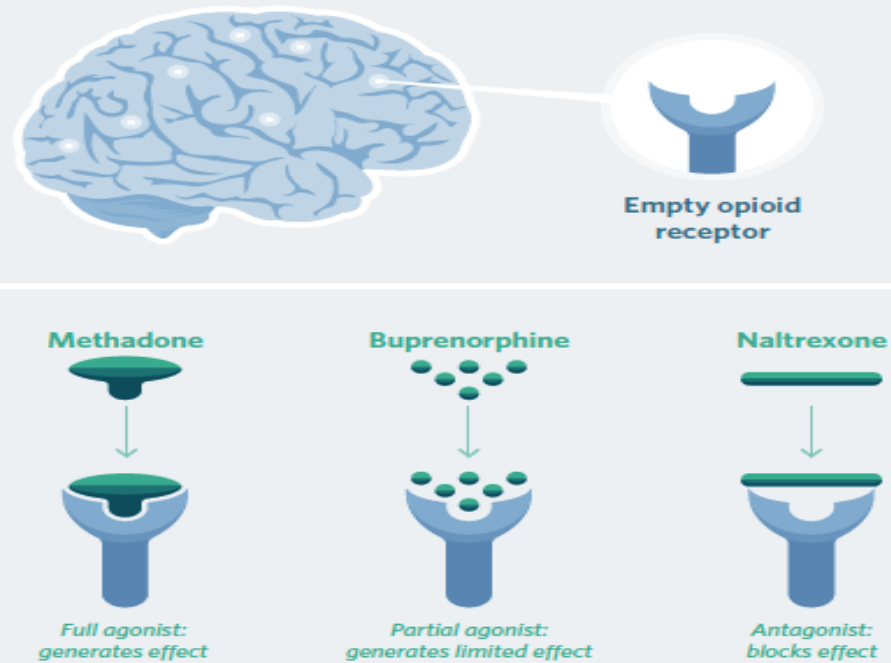 Empty opioid
receptor
Methadone
Buprenorphine
Naltrexone
Full agonist:
generates effect
Partial agonist:
generates limited effect
Antagonist:
blocks effect